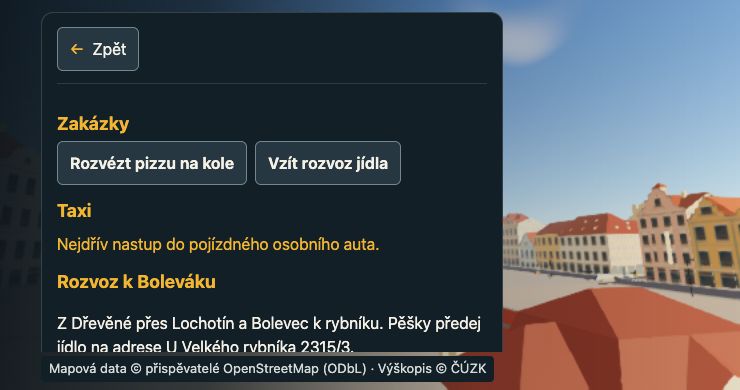 ← Zpět
Zakázky
Rozvézt pizzu na kole
Vzít rozvoz jídla
Taxi
Nejdřív nastup do pojízdného osobního auta.
Rozvoz k Boleváku
Z Dřevěné přes Lochotín a Bolevec k rybníku. Pěšky předej
jídlo na adrese U Velkého rybníka 2315/3.
Mapová data © přispěvatelé OpenStreetMap (ODbL) · Výškopis © ČÚZK